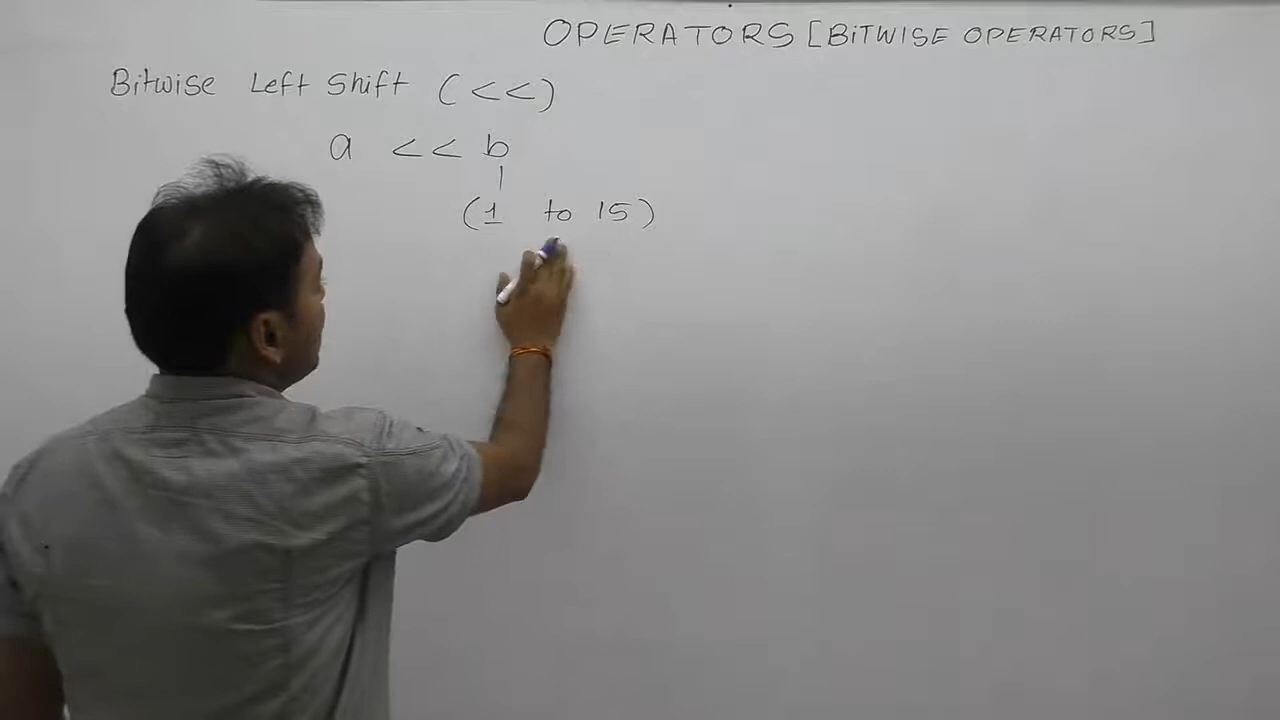 OPERATORS [BITWISE OPERATORS]
Bitwise Left Shift (<<)
a << b
(1 to 15)